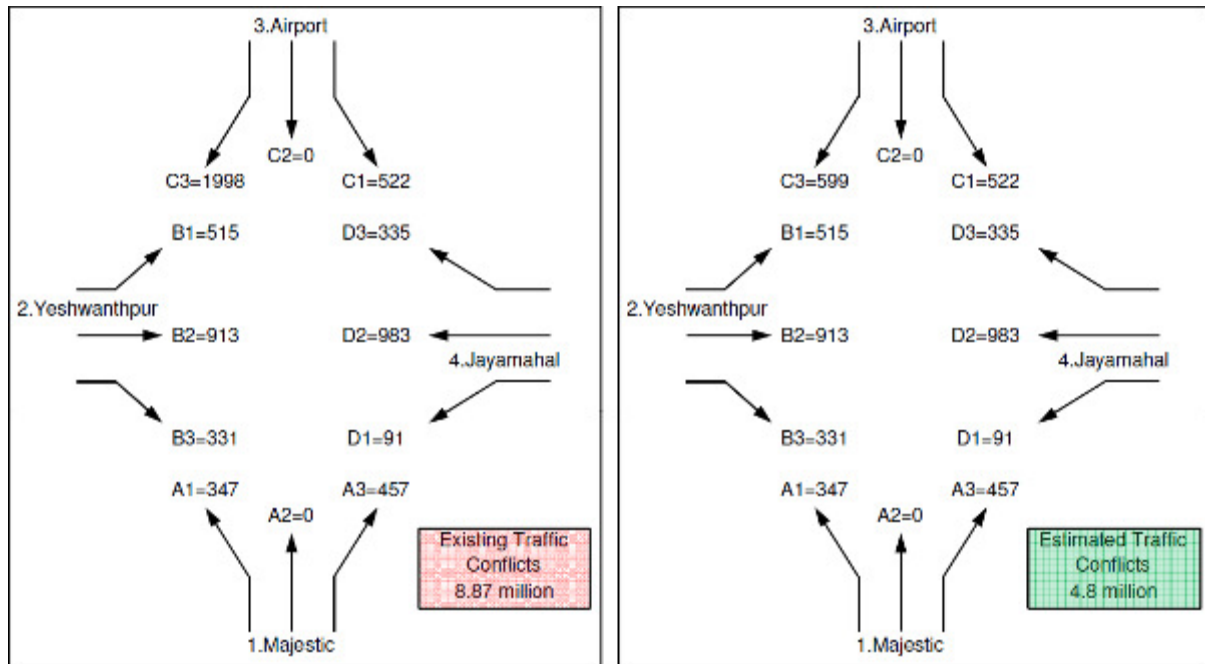 3.Airport
C2=0
C3=1998
C1=522
B1=515
D3=335
2.Yeshwanthpur
B2=913
D2=983
4.Jayamahal
B3=331
D1=91
A1=347
A3=457
A2=0
Existing Traffic
Conflicts
8.87 million
1.Majestic
3.Airport
C2=0
C3=599
C1=522
B1=515
D3=335
2.Yeshwanthpur
B2=913
D2=983
4.Jayamahal
B3=331
D1=91
A1=347
A3=457
A2=0
Estimated Traffic
Conflicts
4.8 million
1.Majestic